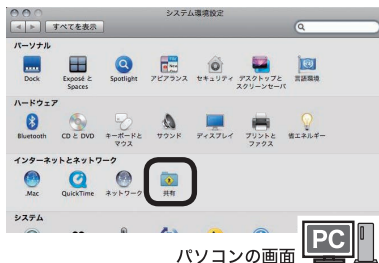 システム環境設定
すべてを表示
パーソナル
Dock
Exposé と
Spaces
Spotlight
アピアランス
セキュリティ
デスクトップと
スクリーンセーバ
言語環境
ハードウェア
Bluetooth
CD と DVD
キーボードと
マウス
サウンド
ディスプレイ
プリントと
ファクス
省エネルギー
インターネットとネットワーク
.Mac
QuickTime
ネットワーク
共有
システム
パソコンの画面
PC